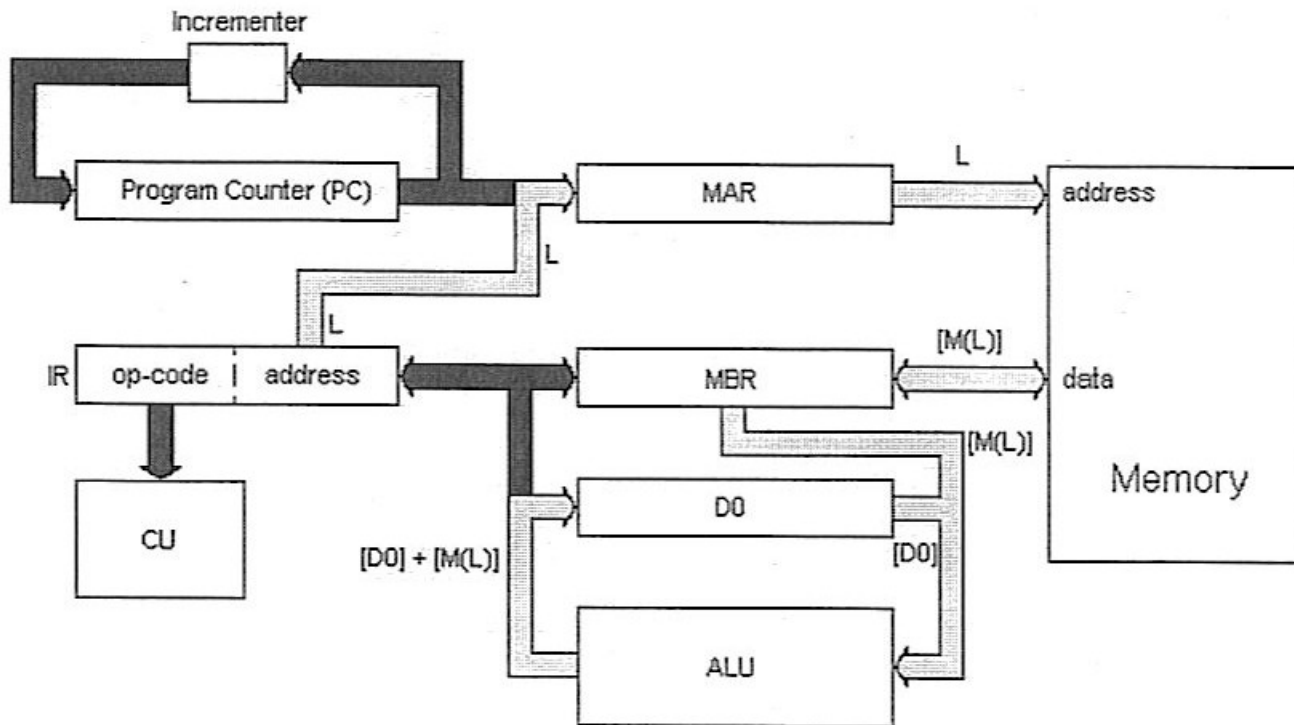 Incrementer
Program Counter (PC)
MAR
L
address
L
L
IR
op-code
address
MBR
[M(L)]
data
[M(L)]
Memory
CU
D0
[D0]
[D0] + [M(L)]
ALU